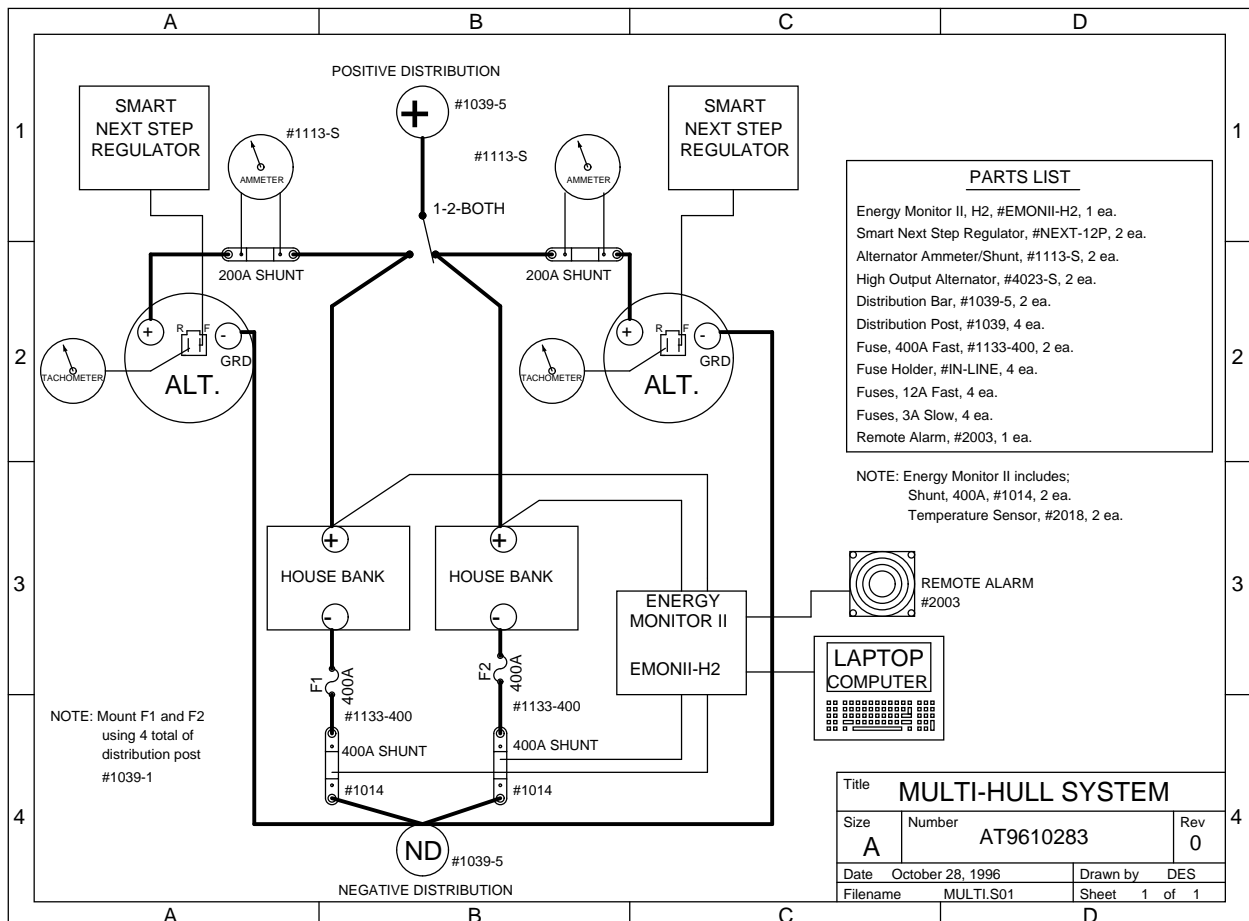 A B C D
POSITIVE DISTRIBUTION
+
#1039-5
SMART
NEXT STEP
REGULATOR
#1113-S
AMMETER
1-2-BOTH
200A SHUNT
#1113-S
AMMETER
200A SHUNT
SMART
NEXT STEP
REGULATOR
1
1
PARTS LIST
Energy Monitor II, H2, #EMONII-H2, 1 ea.
Smart Next Step Regulator, #NEXT-12P, 2 ea.
Alternator Ammeter/Shunt, #1113-S, 2 ea.
High Output Alternator, #4023-S, 2 ea.
Distribution Bar, #1039-5, 2 ea.
Distribution Post, #1039, 4 ea.
Fuse, 400A Fast, #1133-400, 2 ea.
Fuse Holder, #IN-LINE, 4 ea.
Fuses, 12A Fast, 4 ea.
Fuses, 3A Slow, 4 ea.
Remote Alarm, #2003, 1 ea.
2
2
TACHOMETER
+
R F
-
GRD
ALT.
TACHOMETER
+
R F
-
GRD
ALT.
NOTE: Energy Monitor II includes;
Shunt, 400A, #1014, 2 ea.
Temperature Sensor, #2018, 2 ea.
3
3
+
HOUSE BANK
-
+
HOUSE BANK
-
ENERGY
MONITOR II
EMONII-H2
REMOTE ALARM
#2003
LAPTOP
COMPUTER
F1
400A
#1133-400
F2
400A
#1133-400
NOTE: Mount F1 and F2
using 4 total of
distribution post
#1039-1
400A SHUNT
#1014
400A SHUNT
#1014
4
4
ND
#1039-5
NEGATIVE DISTRIBUTION
Title MULTI-HULL SYSTEM
Size A
Number AT9610283
Rev 0
Date October 28, 1996
Drawn by DES
Filename MULTI.S01
Sheet 1 of 1
A B C D